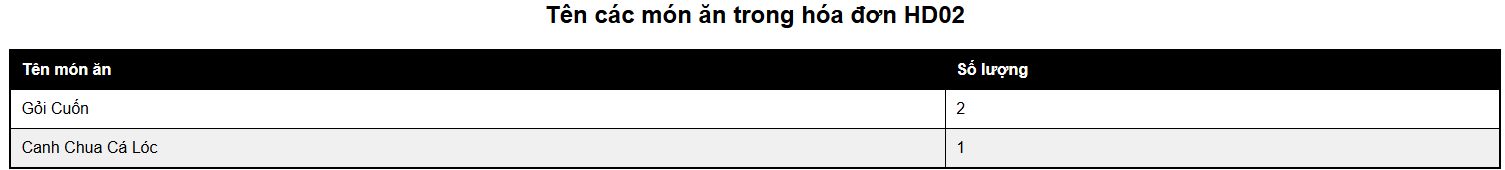 Tên các món ăn trong hóa đơn HD02
Tên món ăn Số lượng
Gỏi Cuốn 2
Canh Chua Cá Lóc 1